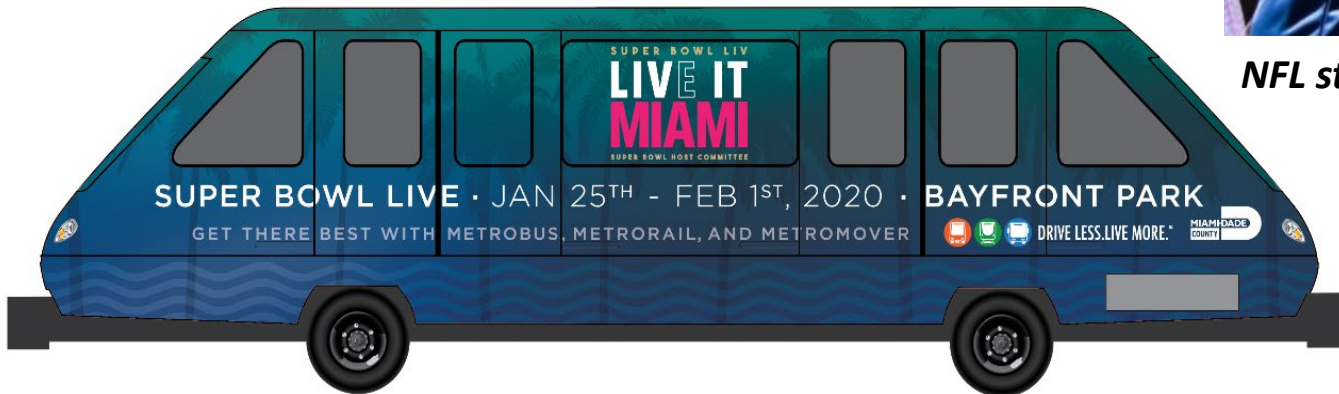 SUPER BOWL LIV
LIVE IT
MIAMI
SUPER BOWL HOST COMMITTEE
NFL st
SUPER BOWL LIVE · JAN 25TH - FEB 1ST, 2020 · BAYFRONT PARK
GET THERE BEST WITH METROBUS, METRORAIL, AND METROMOVER
DRIVE LESS.LIVE MORE.™
MIAMI-DADE
COUNTY